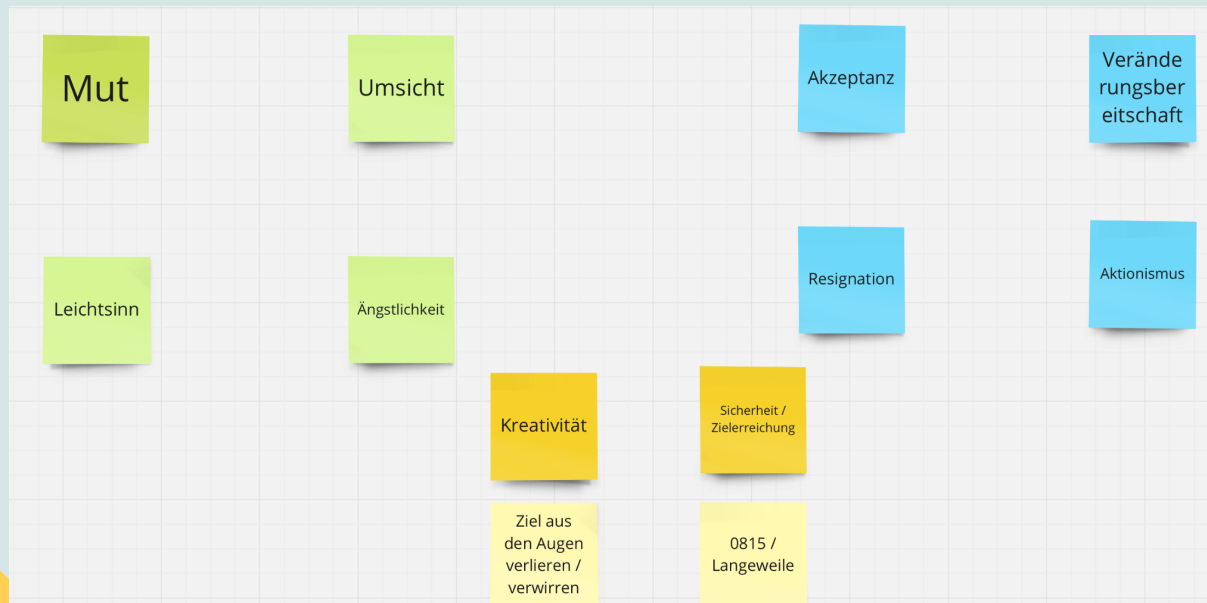 Mut
Umsicht
Akzeptanz
Verände
rungsber
eitschaft
Leichtsinn
Ängstlichkeit
Resignation
Aktionismus
Kreativität
Sicherheit /
Zielerreichung
Ziel aus
den Augen
verlieren /
verwirren
0815 /
Langeweile